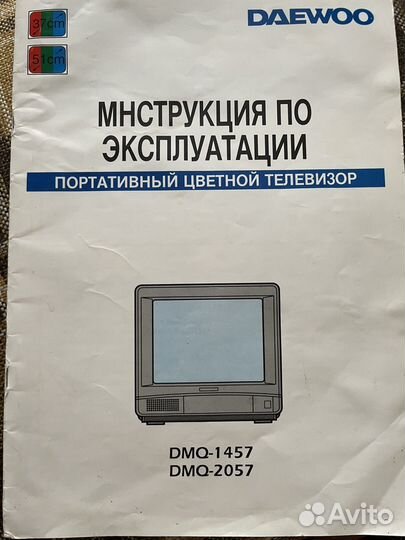 37cm
DAEWOO
51cm
МНСТРУКЦИЯ ПО
ЭКСПЛУАТАЦИИ
ПОРТАТИВНЫЙ ЦВЕТНОЙ ТЕЛЕВИЗОР
DMQ-1457
DMQ-2057
Avito